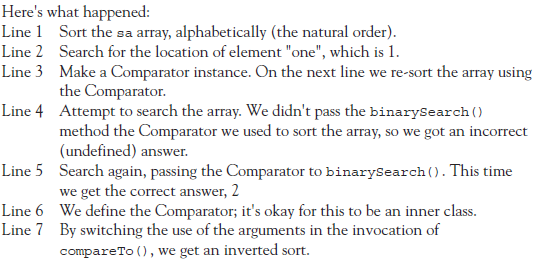 Here's what happened:
Line 1 Sort the sa array, alphabetically (the natural order).
Line 2 Search for the location of element "one", which is 1.
Line 3 Make a Comparator instance. On the next line we re-sort the array using
the Comparator.
Line 4 Attempt to search the array. We didn't pass the binarySearch()
method the Comparator we used to sort the array, so we got an incorrect
(undefined) answer.
Line 5 Search again, passing the Comparator to binarySearch(). This time
we get the correct answer, 2
Line 6 We define the Comparator; it's okay for this to be an inner class.
Line 7 By switching the use of the arguments in the invocation of
compareTo(), we get an inverted sort.